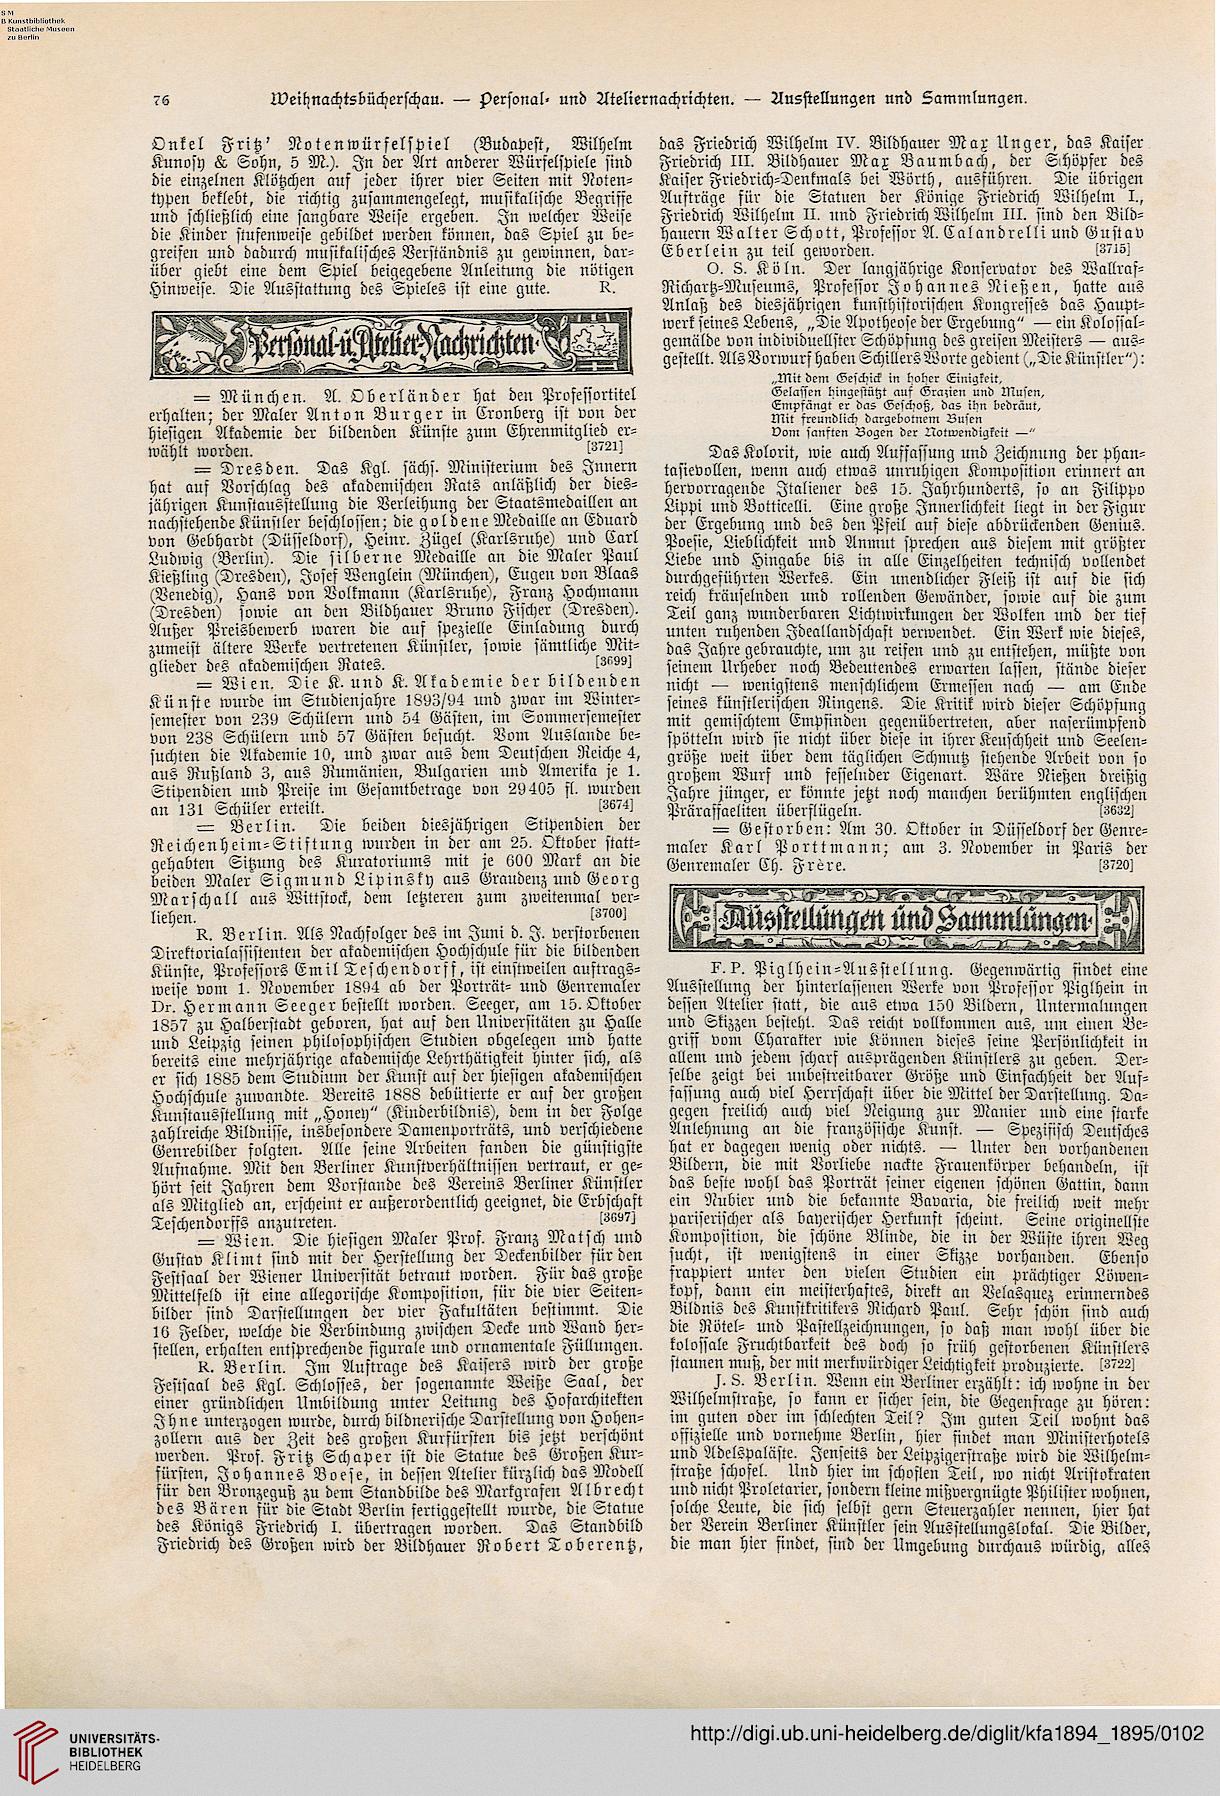 S M
B Kunstbibliothek
Staatliche Museen
zu Berlin
76 Weihnachtsbücherschau. — Personal- und Ateliernachrichten. — Ausstellungen und Sammlungen.
Onkel Fritz’ Notenwürfelspiel (Budapest, Wilhelm
Kunosy & Sohn, 5 M.). In der Art anderer Würfelspiele sind
die einzelnen Klötzchen auf jeder ihrer vier Seiten mit Noten-
typen beklebt, die richtig zusammengelegt, musikalische Begriffe
und schließlich eine sangbare Weise ergeben. In welcher Weise
die Kinder stufenweise gebildet werden können, das Spiel zu be-
greifen und dadurch musikalisches Verständnis zu gewinnen, dar-
über giebt eine dem Spiel beigegebene Anleitung die nötigen
Hinweise. Die Ausstattung des Spieles ist eine gute. R.
Personal- u. Atelier-Nachrichten
= München. A. Oberländer hat den Professortitel
erhalten; der Maler Anton Burger in Cronberg ist von der
hiesigen Akademie der bildenden Künste zum Ehrenmitglied er-
wählt worden. [3721]
= Dresden. Das Kgl. sächs. Ministerium des Innern
hat auf Vorschlag des akademischen Rats anläßlich der dies-
jährigen Kunstausstellung die Verleihung der Staatsmedaillen an
nachstehende Künstler beschlossen; die goldene Medaille an Eduard
von Gebhardt (Düsseldorf), Heinr. Zügel (Karlsruhe) und Carl
Ludwig (Berlin). Die silberne Medaille an die Maler Paul
Kießling (Dresden), Josef Wenglein (München), Eugen von Blaas
(Venedig), Hans von Volkmann (Karlsruhe), Franz Hochmann
(Dresden) sowie an den Bildhauer Bruno Fischer (Dresden).
Außer Preisbewerb waren die auf spezielle Einladung durch
zumeist ältere Werke vertretenen Künstler, sowie sämtliche Mit-
glieder des akademischen Rates. [3699]
= Wien. Die K. und K. Akademie der bildenden
Künste wurde im Studienjahre 1893/94 und zwar im Winter-
semester von 239 Schülern und 54 Gästen, im Sommersemester
von 238 Schülern und 57 Gästen besucht. Vom Auslande be-
suchten die Akademie 10, und zwar aus dem Deutschen Reiche 4,
aus Rußland 3, aus Rumänien, Bulgarien und Amerika je 1.
Stipendien und Preise im Gesamtbetrage von 29405 fl. wurden
an 131 Schüler erteilt. [3674]
= Berlin. Die beiden diesjährigen Stipendien der
Reichenheim-Stiftung wurden in der am 25. Oktober statt-
gehabten Sitzung des Kuratoriums mit je 600 Mark an die
beiden Maler Sigmund Lipinsky aus Graudenz und Georg
Marschall aus Wittstock, dem letzteren zum zweitenmal ver-
liehen. [3700]
R. Berlin. Als Nachfolger des im Juni d. J. verstorbenen
Direktorialassistenten der akademischen Hochschule für die bildenden
Künste, Professors Emil Teschendorff, ist einstweilen auftrags-
weise vom 1. November 1894 ab der Porträt- und Genremaler
Dr. Hermann Seeger bestellt worden. Seeger, am 15. Oktober
1857 zu Halberstadt geboren, hat auf den Universitäten zu Halle
und Leipzig seinen philosophischen Studien obgelegen und hatte
bereits eine mehrjährige akademische Lehrthätigkeit hinter sich, als
er sich 1885 dem Studium der Kunst auf der hiesigen akademischen
Hochschule zuwandte. Bereits 1888 debütierte er auf der großen
Kunstausstellung mit „Honey“ (Kinderbildnis), dem in der Folge
zahlreiche Bildnisse, insbesondere Damenporträts, und verschiedene
Genrebilder folgten. Alle seine Arbeiten fanden die günstigste
Aufnahme. Mit den Berliner Kunstverhältnissen vertraut, er ge-
hört seit Jahren dem Vorstande des Vereins Berliner Künstler
als Mitglied an, erscheint er außerordentlich geeignet, die Erbschaft
Teschendorffs anzutreten. [3697]
= Wien. Die hiesigen Maler Prof. Franz Matsch und
Gustav Klimt sind mit der Herstellung der Deckenbilder für den
Festsaal der Wiener Universität betraut worden. Für das große
Mittelfeld ist eine allegorische Komposition, für die vier Seiten-
bilder sind Darstellungen der vier Fakultäten bestimmt. Die
16 Felder, welche die Verbindung zwischen Decke und Wand her-
stellen, erhalten entsprechende figurale und ornamentale Füllungen.
R. Berlin. Im Auftrage des Kaisers wird der große
Festsaal des Kgl. Schlosses, der sogenannte Weiße Saal, der
einer gründlichen Umbildung unter Leitung des Hofarchitekten
Ihne unterzogen wurde, durch bildnerische Darstellung von Hohen-
zollern aus der Zeit des großen Kurfürsten bis jetzt verschönt
werden. Prof. Fritz Schaper ist die Statue des Großen Kur-
fürsten, Johannes Boese, in dessen Atelier kürzlich das Modell
für den Bronzeguß zu dem Standbilde des Markgrafen Albrecht
des Bären für die Stadt Berlin fertiggestellt wurde, die Statue
des Königs Friedrich I. übertragen worden. Das Standbild
Friedrich des Großen wird der Bildhauer Robert Toberentz,
das Friedrich Wilhelm IV. Bildhauer Max Unger, das Kaiser
Friedrich III. Bildhauer Max Baumbach, der Schöpfer des
Kaiser Friedrich-Denkmals bei Wörth, ausführen. Die übrigen
Aufträge für die Statuen der Könige Friedrich Wilhelm I.,
Friedrich Wilhelm II. und Friedrich Wilhelm III. sind den Bild-
hauern Walter Schott, Professor A. Calandrelli und Gustav
Eberlein zu teil geworden. [3715]
O. S. Köln. Der langjährige Konservator des Wallraf-
Richartz-Museums, Professor Johannes Nießen, hatte aus
Anlaß des diesjährigen kunsthistorischen Kongresses das Haupt-
werk seines Lebens, „Die Apotheose der Ergebung“ — ein Kolossal-
gemälde von individuellster Schöpfung des greisen Meisters — aus-
gestellt. Als Vorwurf haben Schillers Worte gedient („Die Künstler“):
„Mit dem Geschick in hoher Einigkeit,
Gelassen hingestützt auf Grazien und Musen,
Empfängt er das Geschoß, das ihn bedräut,
Mit freundlich dargebotnem Busen
Vom sanften Bogen der Notwendigkeit —“
Das Kolorit, wie auch Auffassung und Zeichnung der phan-
tasievollen, wenn auch etwas unruhigen Komposition erinnert an
hervorragende Italiener des 15. Jahrhunderts, so an Filippo
Lippi und Botticelli. Eine große Innerlichkeit liegt in der Figur
der Ergebung und des den Pfeil auf diese abdrückenden Genius.
Poesie, Lieblichkeit und Anmut sprechen aus diesem mit größter
Liebe und Hingabe bis in alle Einzelheiten technisch vollendet
durchgeführten Werkes. Ein unendlicher Fleiß ist auf die sich
reich kräuselnden und rollenden Gewänder, sowie auf die zum
Teil ganz wunderbaren Lichtwirkungen der Wolken und der tief
unten ruhenden Ideallandschaft verwendet. Ein Werk wie dieses,
das Jahre gebrauchte, um zu reifen und zu entstehen, müßte von
seinem Urheber noch Bedeutendes erwarten lassen, stände dieser
nicht — wenigstens menschlichem Ermessen nach — am Ende
seines künstlerischen Ringens. Die Kritik wird dieser Schöpfung
mit gemischtem Empfinden gegenübertreten, aber naserümpfend
spötteln wird sie nicht über diese in ihrer Keuschheit und Seelen-
größe weit über dem täglichen Schmutz stehende Arbeit von so
großem Wurf und fesselnder Eigenart. Wäre Nießen dreißig
Jahre jünger, er könnte jetzt noch manchen berühmten englischen
Präraffaeliten überflügeln. [3632]
= Gestorben: Am 30. Oktober in Düsseldorf der Genre-
maler Karl Porttmann; am 3. November in Paris der
Genremaler Ch. Frère. [3720]
Ausstellungen und Sammlungen
F. P. Piglhein-Ausstellung. Gegenwärtig findet eine
Ausstellung der hinterlassenen Werke von Professor Piglhein in
dessen Atelier statt, die aus etwa 150 Bildern, Untermalungen
und Skizzen besteht. Das reicht vollkommen aus, um einen Be-
griff vom Charakter wie Können dieses seine Persönlichkeit in
allem und jedem scharf ausprägenden Künstlers zu geben. Der-
selbe zeigt bei unbestreitbarer Größe und Einfachheit der Auf-
fassung auch viel Herrschaft über die Mittel der Darstellung. Da-
gegen freilich auch viel Neigung zur Manier und eine starke
Anlehnung an die französische Kunst. — Spezifisch Deutsches
hat er dagegen wenig oder nichts. — Unter den vorhandenen
Bildern, die mit Vorliebe nackte Frauenkörper behandeln, ist
das beste wohl das Porträt seiner eigenen schönen Gattin, dann
ein Nubier und die bekannte Bavaria, die freilich weit mehr
pariserischer als bayerischer Herkunft scheint. Seine originellste
Komposition, die schöne Blinde, die in der Wüste ihren Weg
sucht, ist wenigstens in einer Skizze vorhanden. Ebenso
frappiert unter den vielen Studien ein prächtiger Löwen-
kopf, dann ein meisterhaftes, direkt an Velasquez erinnerndes
Bildnis des Kunstkritikers Richard Paul. Sehr schön sind auch
die Rötel- und Pastellzeichnungen, so daß man wohl über die
kolossale Fruchtbarkeit des doch so früh gestorbenen Künstlers
staunen muß, der mit merkwürdiger Leichtigkeit produzierte. [3722]
J. S. Berlin. Wenn ein Berliner erzählt: ich wohne in der
Wilhelmstraße, so kann er sicher sein, die Gegenfrage zu hören:
im guten oder im schlechten Teil? Im guten Teil wohnt das
offizielle und vornehme Berlin, hier findet man Ministerhotels
und Adelspaläste. Jenseits der Leipzigerstraße wird die Wilhelm-
straße schofel. Und hier im schoflen Teil, wo nicht Aristokraten
und nicht Proletarier, sondern kleine mißvergnügte Philister wohnen,
solche Leute, die sich selbst gern Steuerzahler nennen, hier hat
der Verein Berliner Künstler sein Ausstellungslokal. Die Bilder,
die man hier findet, sind der Umgebung durchaus würdig, alles
UNIVERSITÄTS-
BIBLIOTHEK
HEIDELBERG
http://digi.ub.uni-heidelberg.de/diglit/kfa1894_1895/0102